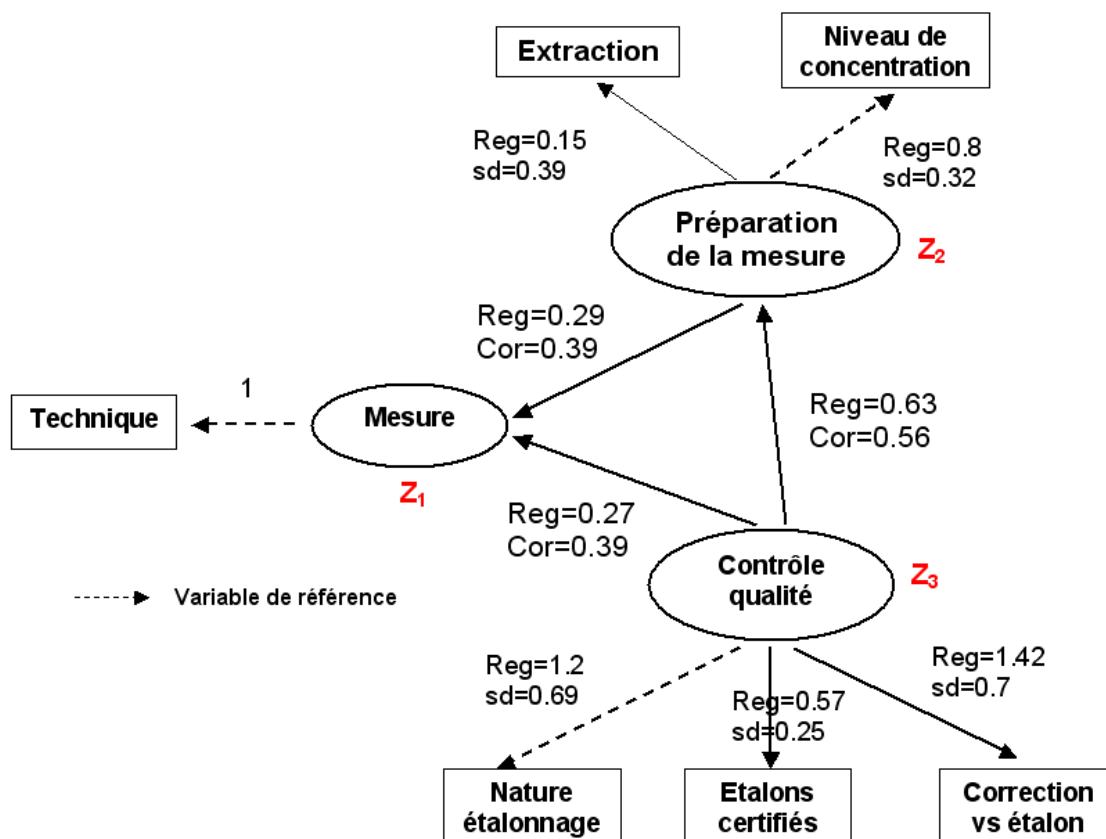 Extraction
Niveau de
concentration
Reg=0.15
sd=0.39
Reg=0.8
sd=0.32
Préparation
de la mesure
Z2
Reg=0.29
Cor=0.39
Technique
1
Mesure
Z1
Reg=0.63
Cor=0.56
Reg=0.27
Cor=0.39
Contrôle
qualité
Z3
Variable de référence
Reg=1.2
sd=0.69
Reg=0.57
sd=0.25
Reg=1.42
sd=0.7
Nature
étalonnage
Etalons
certifiés
Correction
vs étalon